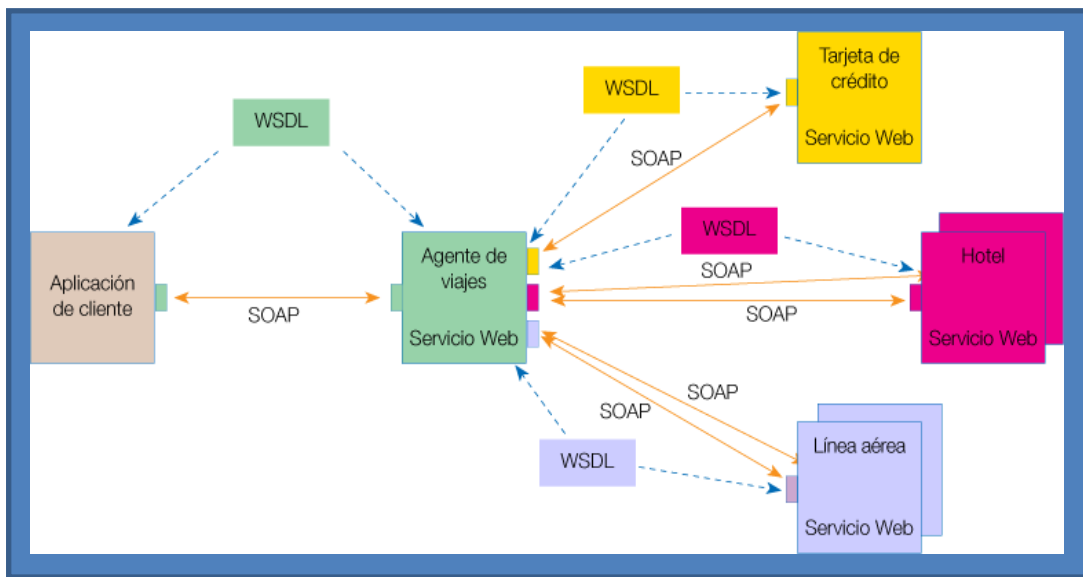 Tarjeta de
crédito
Servicio Web
WSDL
SOAP
WSDL
WSDL
Hotel
Servicio Web
SOAP
SOAP
Aplicación
de cliente
SOAP
Agente de
viajes
Servicio Web
SOAP
SOAP
WSDL
Línea aérea
Servicio Web